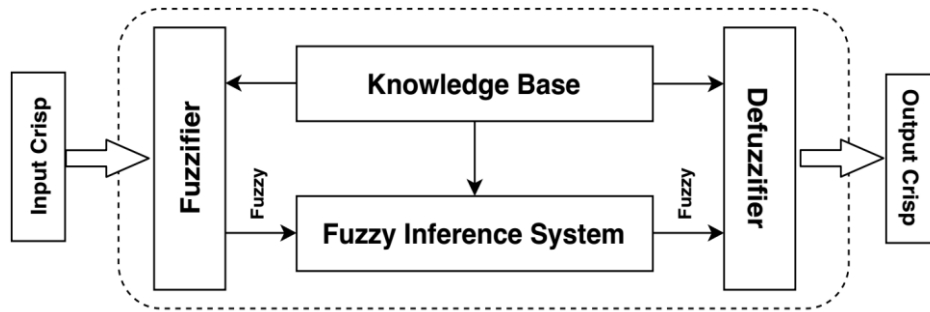 Input Crisp
Fuzzifier
Knowledge Base
Fuzzy
Fuzzy Inference System
Fuzzy
Defuzzifier
Output Crisp